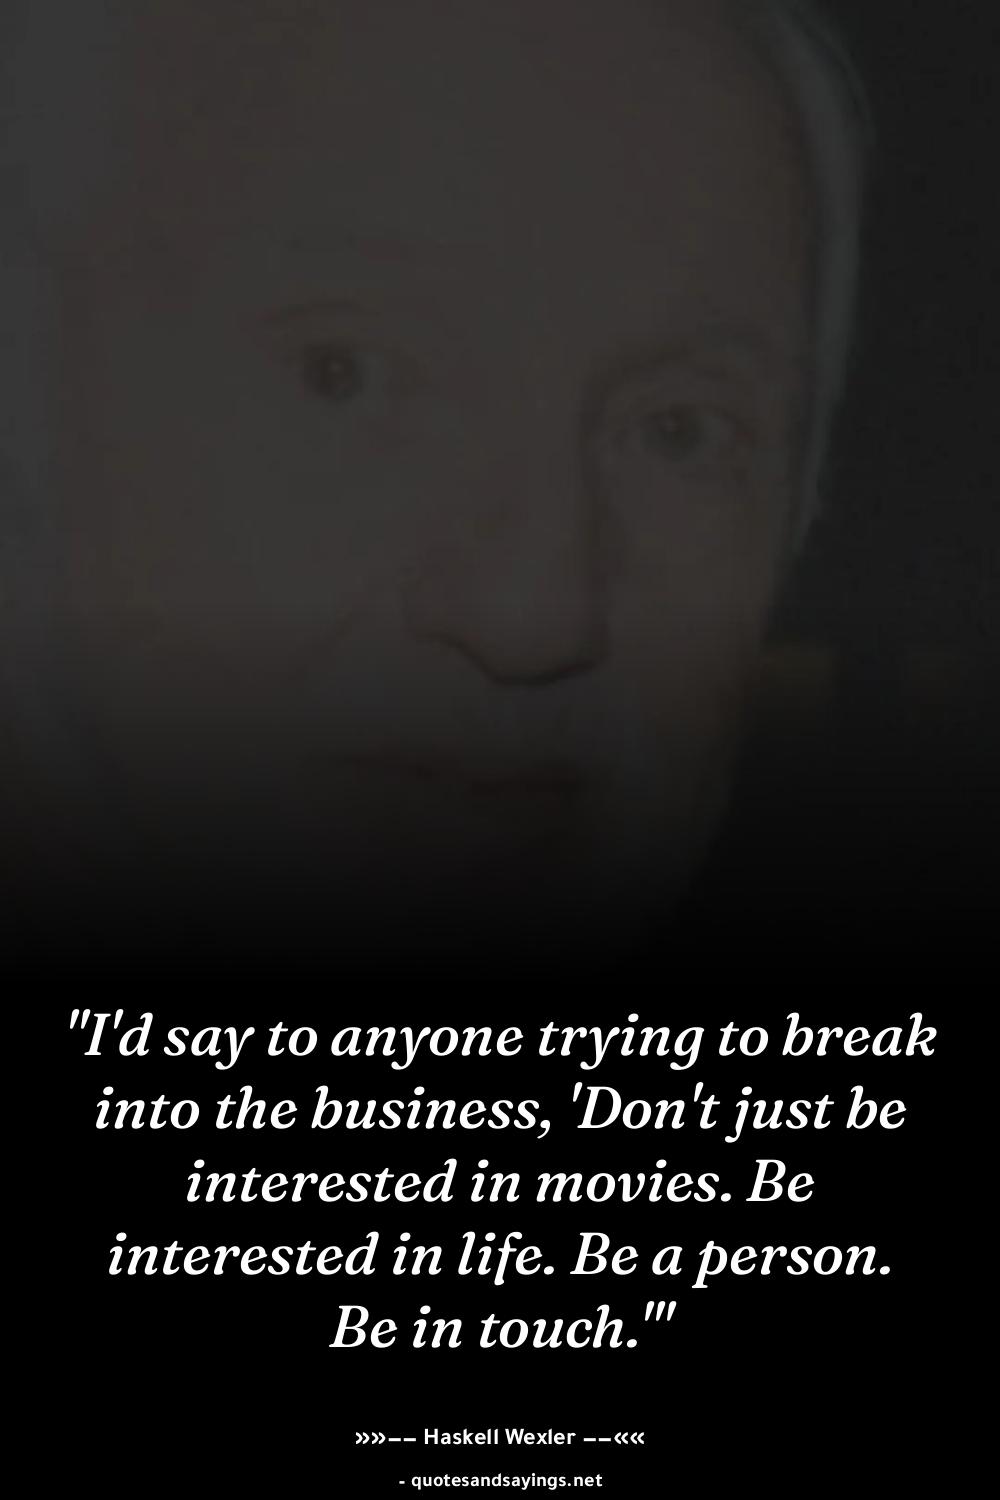 "I'd say to anyone trying to break
into the business, 'Don't just be
interested in movies. Be
interested in life. Be a person.
Be in touch.'"
»»−− Haskell Wexler −−««
- quotesandsayings.net